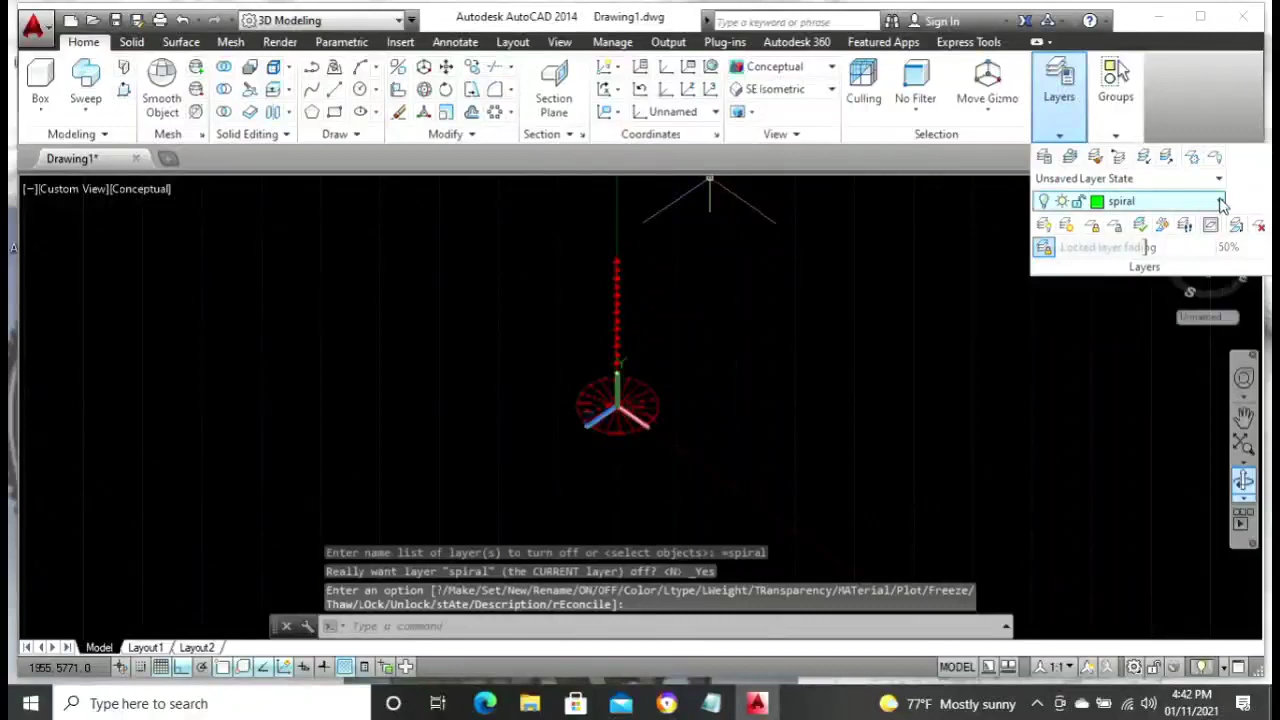 3D Modeling
Autodesk AutoCAD 2014 Drawing1.dwg
Type a keyword or phrase
Sign In
Home Solid Surface Mesh Render Parametric Insert Annotate Layout View Manage Output Plug-ins Autodesk 360 Featured Apps Express Tools
Box Sweep Smooth Object Section Plane Unnamed Conceptual SE Isometric Culling No Filter Move Gizmo Layers Groups
Modeling Mesh Solid Editing Draw Modify Section Coordinates View Selection
Drawing1*
Unsaved Layer State
[−][Custom View][Conceptual]
spiral
Locked layer fading 50%
Layers
S
Unnamed
Y
A
Enter name list of layer(s) to turn off or <select objects>: =spiral
Really want layer "spiral" (the CURRENT layer) off? <N> _Yes
Enter an option [?/Make/Set/New/Rename/ON/OFF/Color/Ltype/LWeight/TRansparency/MATerial/Plot/Freeze/
Thaw/LOck/Unlock/stAte/Description/rEconcile]:
Type a command
Model Layout1 Layout2
MODEL 1:1
Type here to search
77°F Mostly sunny
4:42 PM
01/11/2021